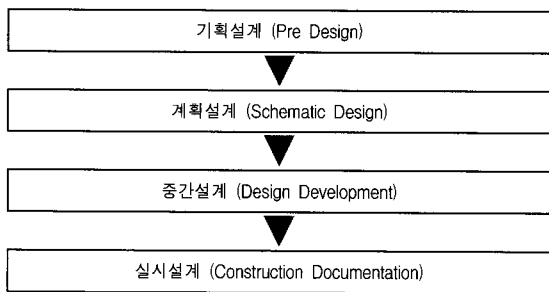 기획설계 (Pre Design)
계획설계 (Schematic Design)
중간설계 (Design Development)
실시설계 (Construction Documentation)